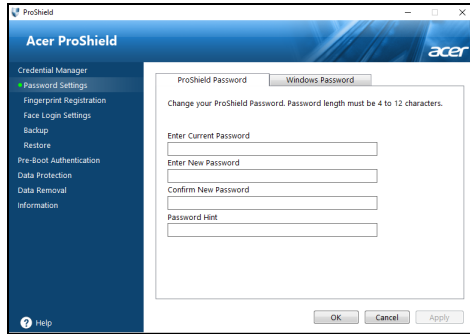 ProShield
Acer ProShield
acer
Credential Manager
Password Settings
Fingerprint Registration
Face Login Settings
Backup
Restore
Pre-Boot Authentication
Data Protection
Data Removal
Information
Help
ProShield Password
Windows Password
Change your ProShield Password. Password length must be 4 to 12 characters.
Enter Current Password
Enter New Password
Confirm New Password
Password Hint
OK
Cancel
Apply